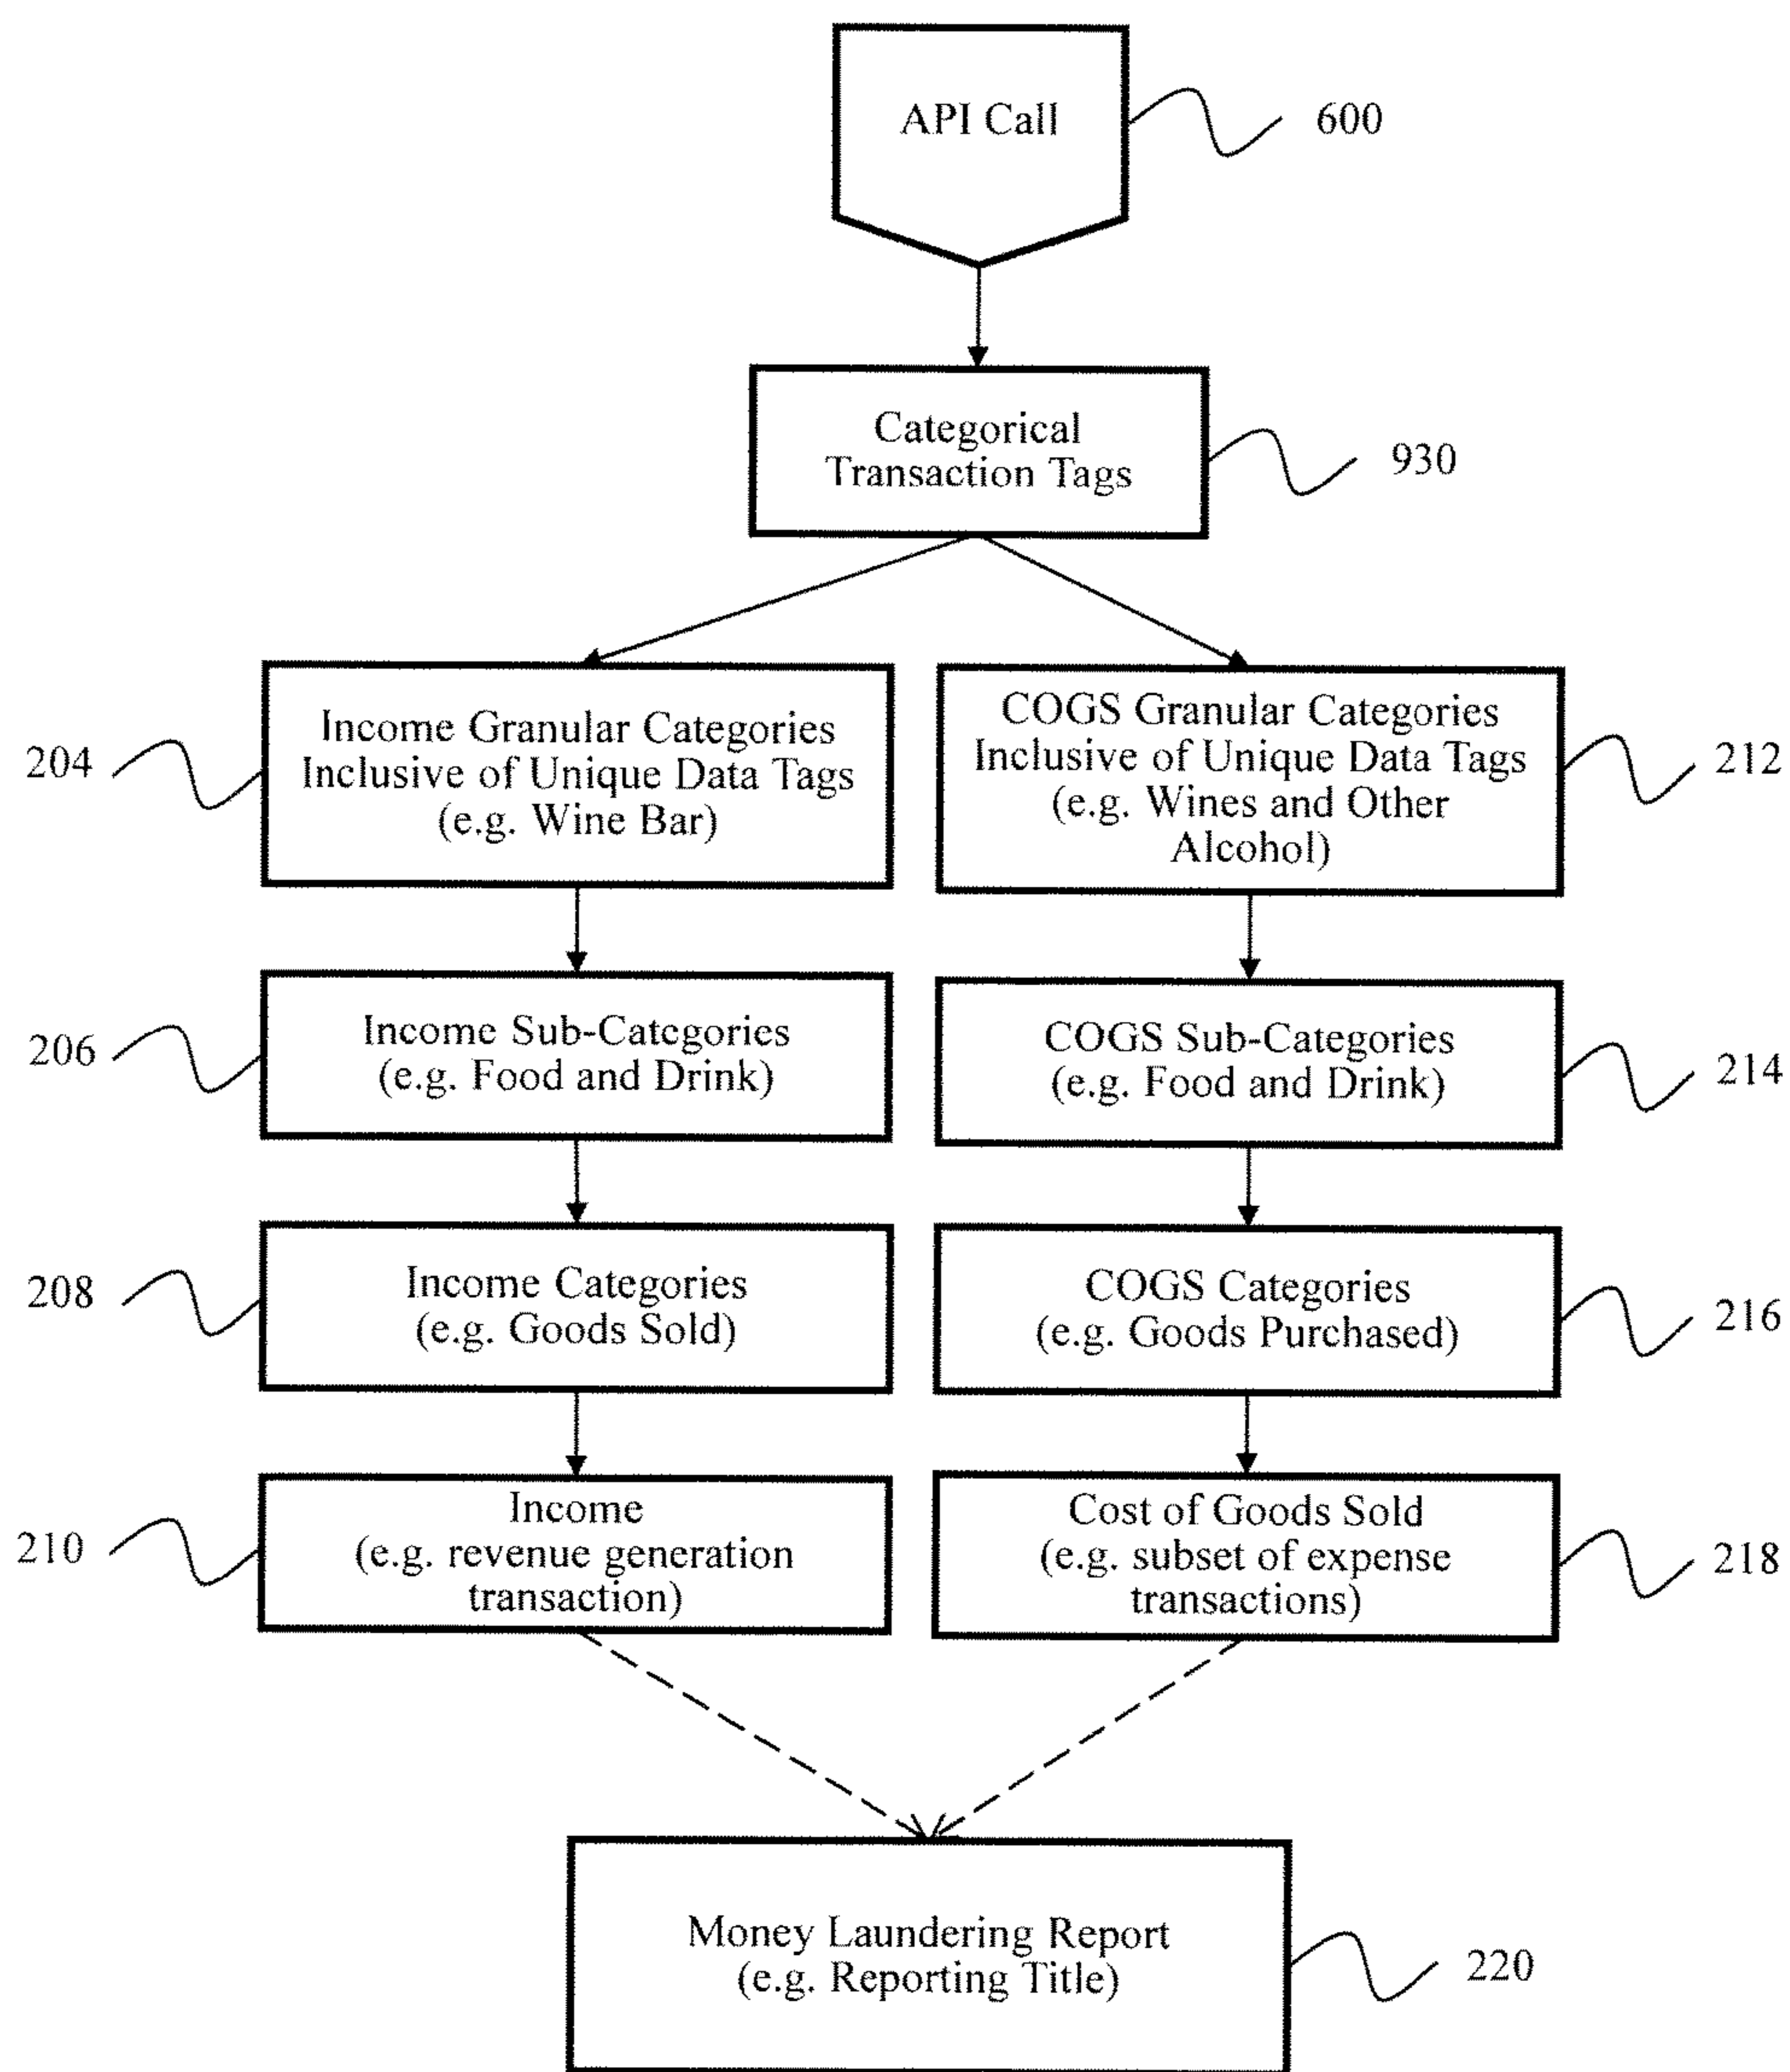 API Call
600
Categorical
Transaction Tags
930
204
Income Granular Categories
Inclusive of Unique Data Tags
(e.g. Wine Bar)
COGS Granular Categories
Inclusive of Unique Data Tags
(e.g. Wines and Other
Alcohol)
212
206
Income Sub-Categories
(e.g. Food and Drink)
COGS Sub-Categories
(e.g. Food and Drink)
214
208
Income Categories
(e.g. Goods Sold)
COGS Categories
(e.g. Goods Purchased)
216
210
Income
(e.g. revenue generation
transaction)
Cost of Goods Sold
(e.g. subset of expense
transactions)
218
Money Laundering Report
(e.g. Reporting Title)
220